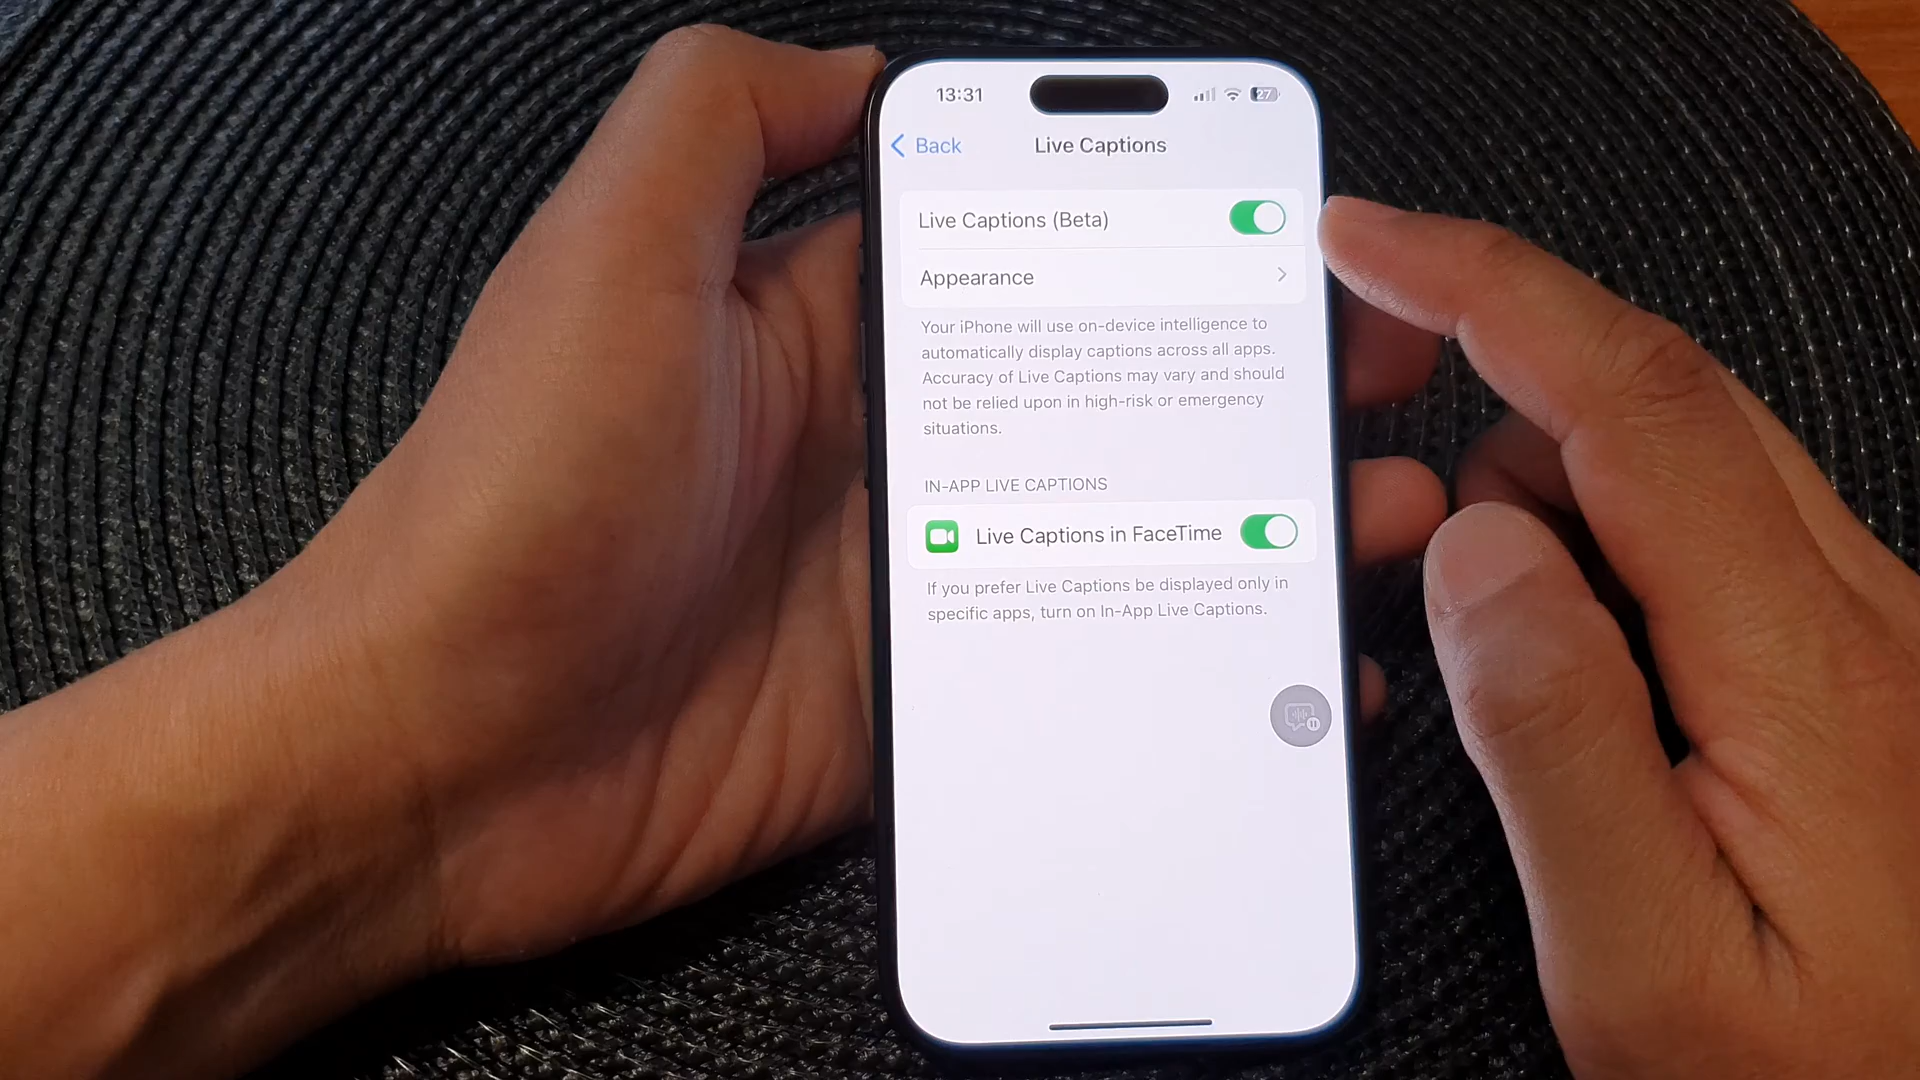 13:31
27
Back
Live Captions
Live Captions (Beta)
Appearance
Your iPhone will use on-device intelligence to
automatically display captions across all apps.
Accuracy of Live Captions may vary and should
not be relied upon in high-risk or emergency
situations.
IN-APP LIVE CAPTIONS
Live Captions in FaceTime
If you prefer Live Captions be displayed only in
specific apps, turn on In-App Live Captions.